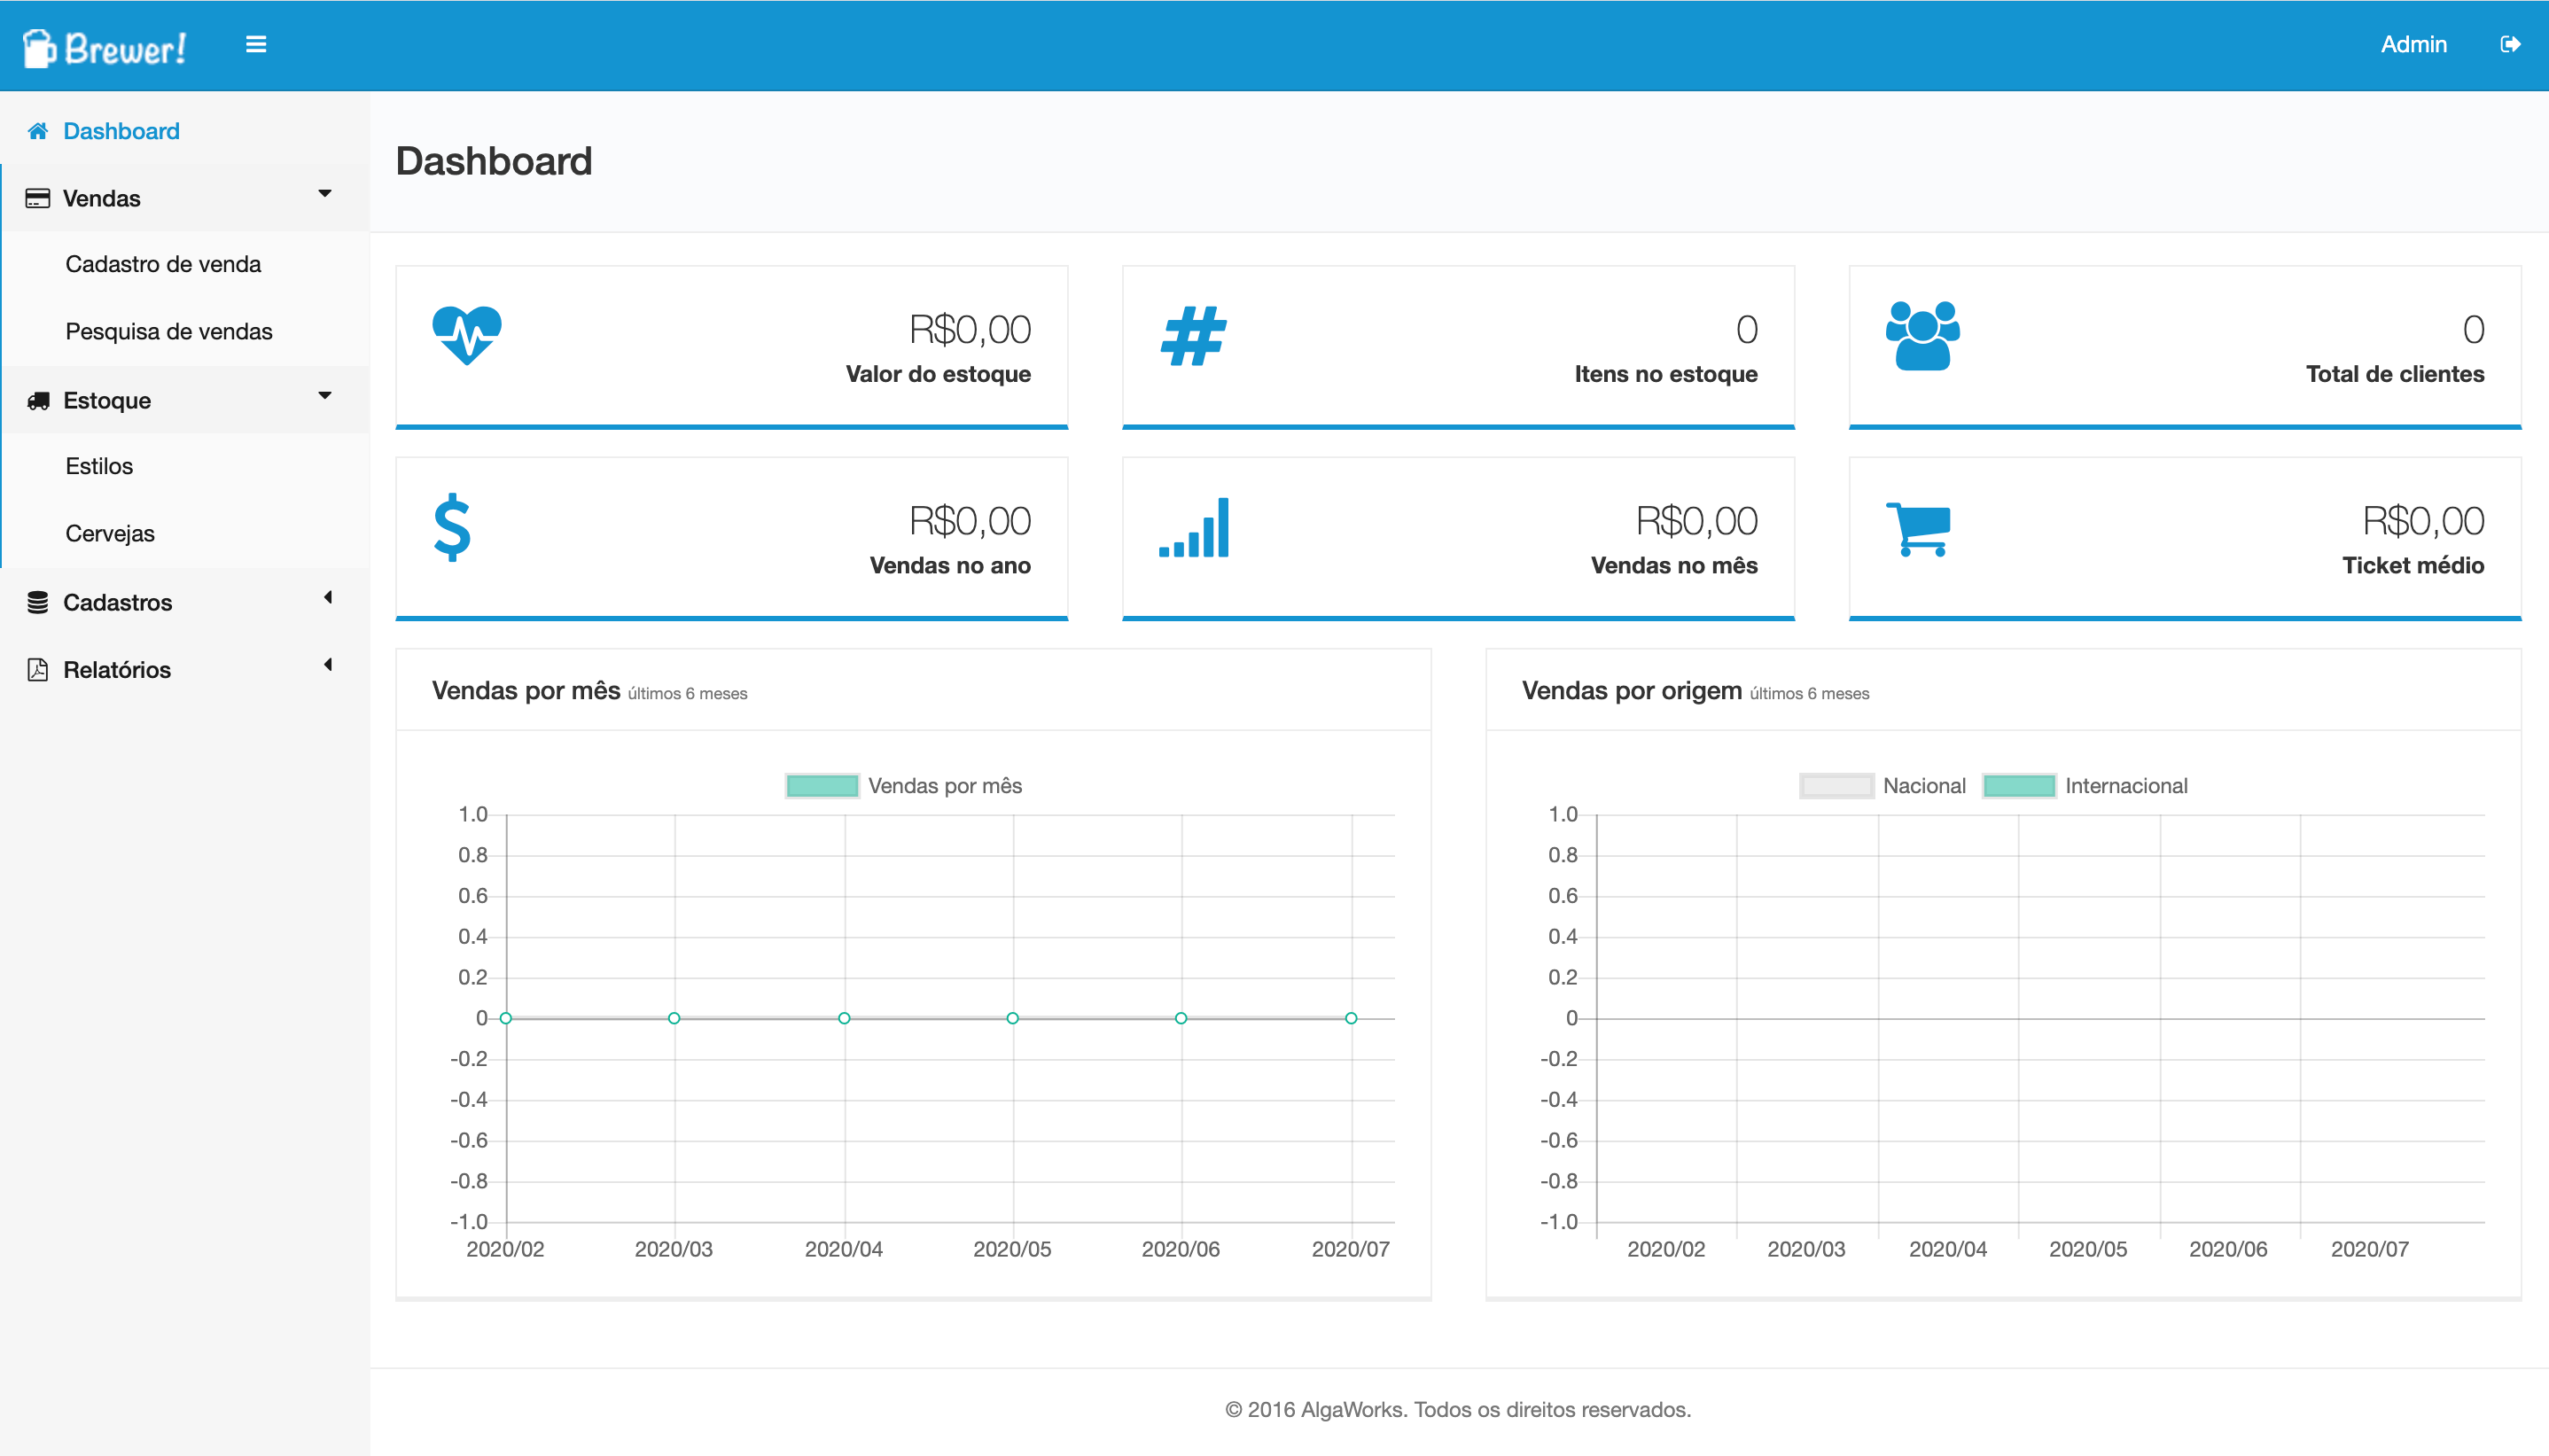 Brewer!
Admin
Dashboard
Vendas
Cadastro de venda
Pesquisa de vendas
Estoque
Estilos
Cervejas
Cadastros
Relatórios
Dashboard
R$0,00
Valor do estoque
0
Itens no estoque
0
Total de clientes
R$0,00
Vendas no ano
R$0,00
Vendas no mês
R$0,00
Ticket médio
Vendas por mês últimos 6 meses
Vendas por mês
1.0
0.8
0.6
0.4
0.2
0
-0.2
-0.4
-0.6
-0.8
-1.0
2020/02 2020/03 2020/04 2020/05 2020/06 2020/07
Vendas por origem últimos 6 meses
Nacional Internacional
1.0
0.8
0.6
0.4
0.2
0
-0.2
-0.4
-0.6
-0.8
-1.0
2020/02 2020/03 2020/04 2020/05 2020/06 2020/07
© 2016 AlgaWorks. Todos os direitos reservados.